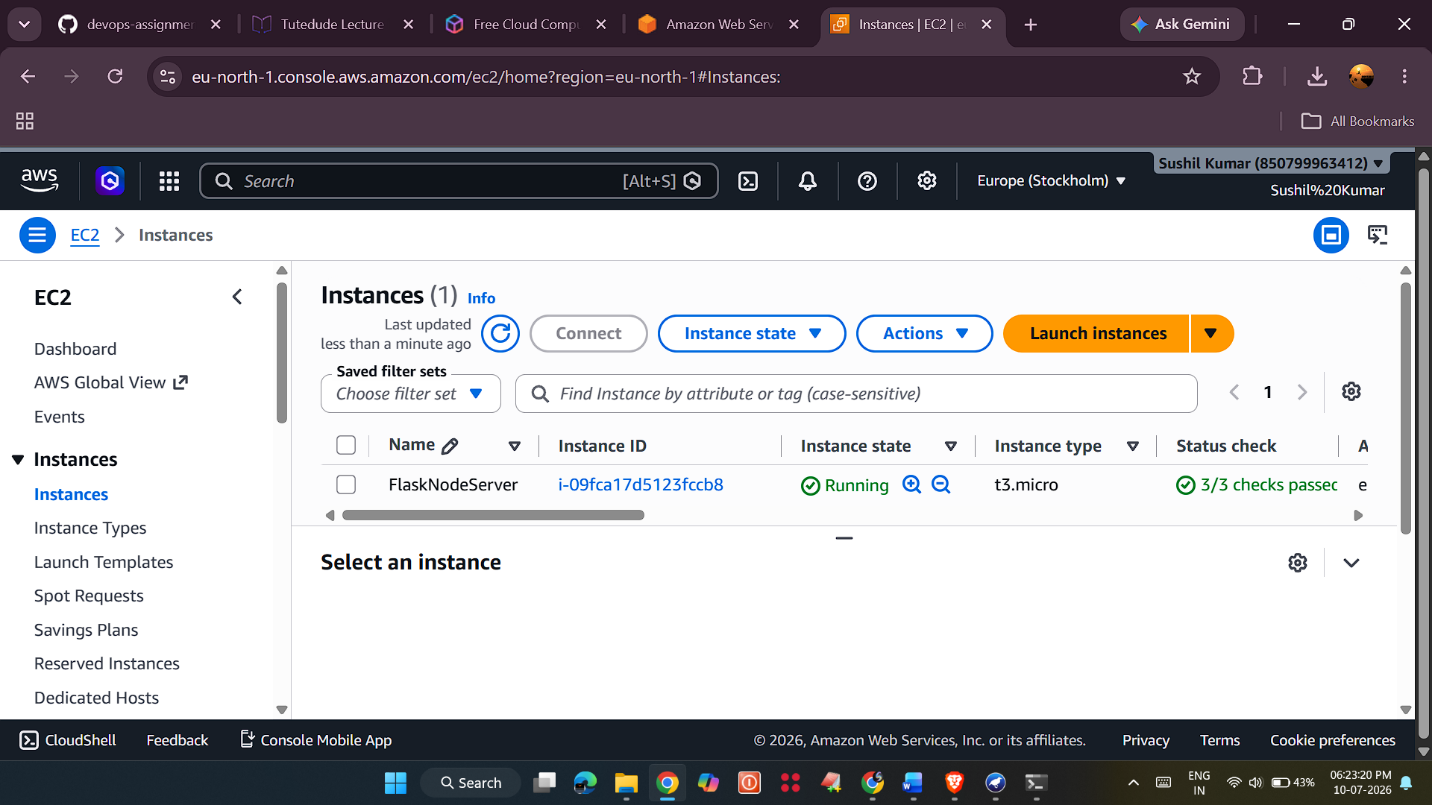 devops-assignmer
Tutedude Lecture
Free Cloud Comp
Amazon Web Serv
Instances | EC2 | e
Ask Gemini
eu-north-1.console.aws.amazon.com/ec2/home?region=eu-north-1#Instances:
All Bookmarks
aws
Search
[Alt+S]
Europe (Stockholm)
Sushil Kumar (850799963412)
Sushil%20Kumar
EC2
Instances
EC2
Dashboard
AWS Global View
Events
Instances
Instances
Instance Types
Launch Templates
Spot Requests
Savings Plans
Reserved Instances
Dedicated Hosts
Instances (1) Info
Last updated
less than a minute ago
Connect
Instance state
Actions
Launch instances
Saved filter sets
Choose filter set
Find Instance by attribute or tag (case-sensitive)
1
Name Instance ID Instance state Instance type Status check A
FlaskNodeServer i-09fca17d5123fccb8 Running t3.micro 3/3 checks passed e
Select an instance
CloudShell Feedback Console Mobile App © 2026, Amazon Web Services, Inc. or its affiliates. Privacy Terms Cookie preferences
Search
ENG
IN
43%
06:23:20 PM
10-07-2026